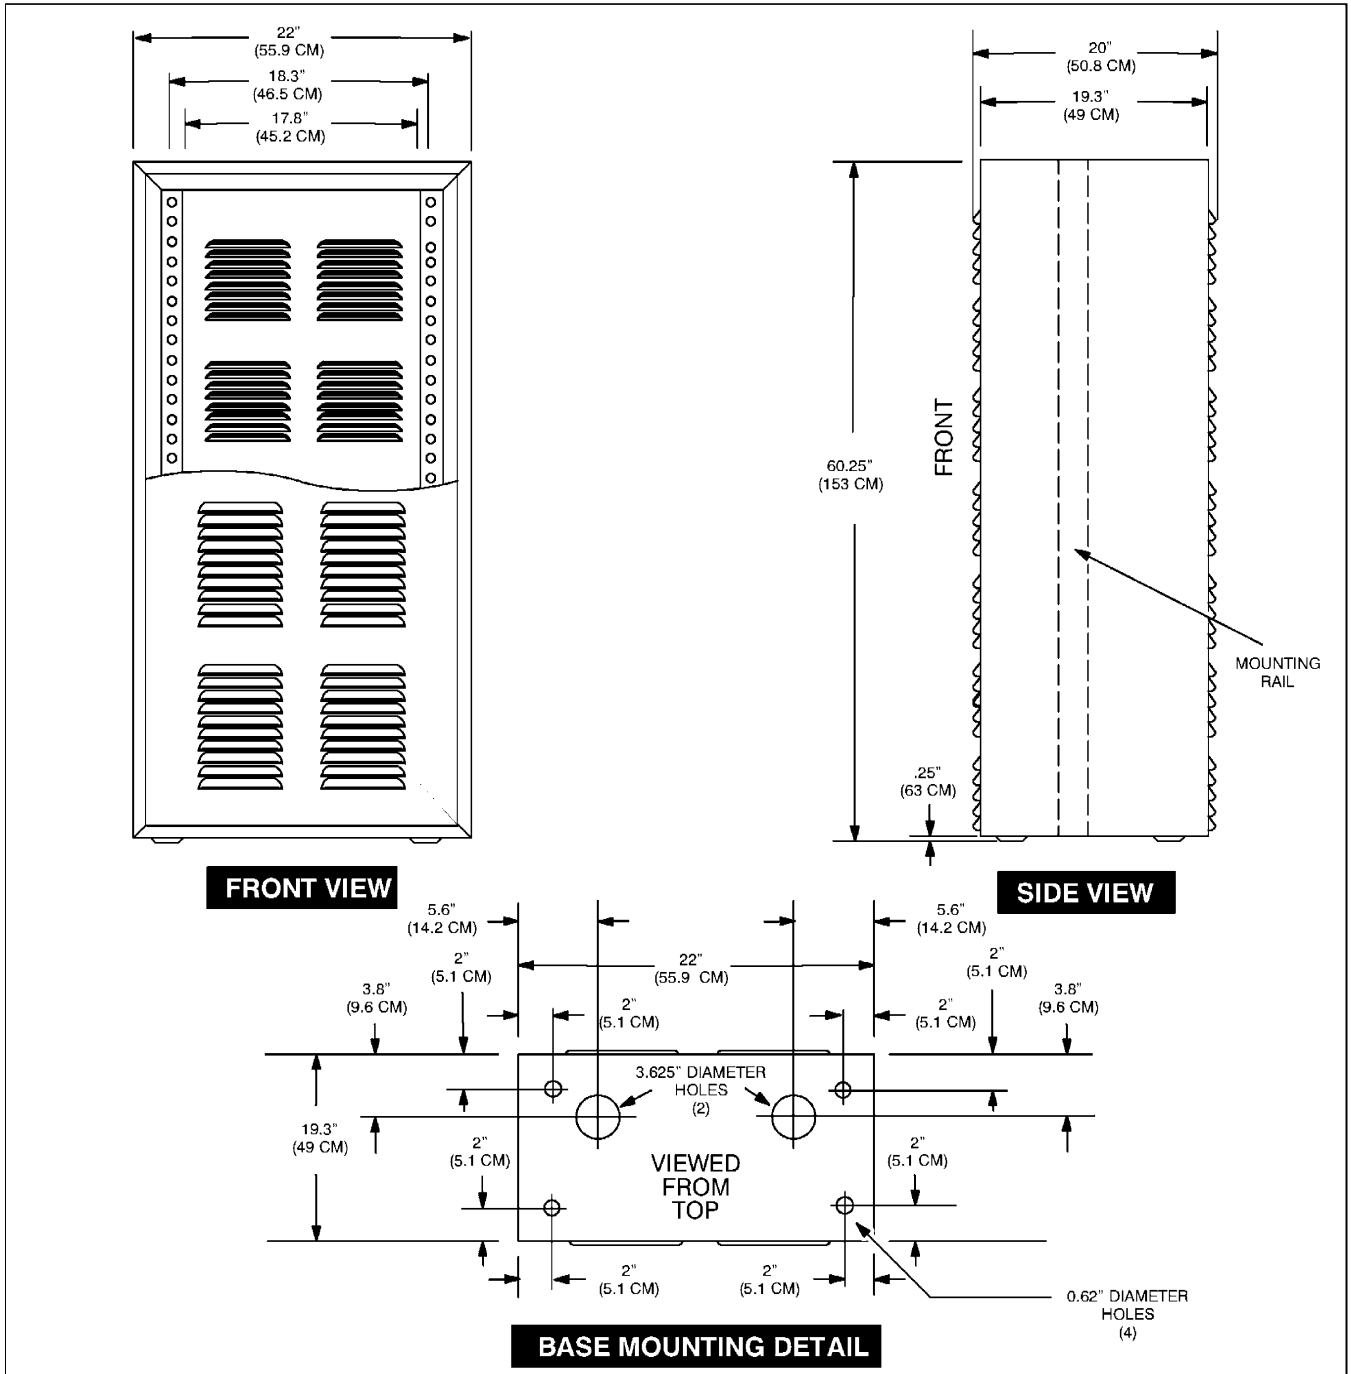 22"
(55.9 CM)
18.3"
(46.5 CM)
17.8"
(45.2 CM)
20"
(50.8 CM)
19.3"
(49 CM)
60.25"
(153 CM)
FRONT
MOUNTING
RAIL
.25"
(63 CM)
FRONT VIEW
SIDE VIEW
5.6"
(14.2 CM)
5.6"
(14.2 CM)
2"
(5.1 CM)
22"
(55.9 CM)
2"
(5.1 CM)
3.8"
(9.6 CM)
2"
(5.1 CM)
2"
(5.1 CM)
3.8"
(9.6 CM)
3.625" DIAMETER
HOLES
(2)
19.3"
(49 CM)
2"
(5.1 CM)
VIEWED
FROM
TOP
2"
(5.1 CM)
2"
(5.1 CM)
2"
(5.1 CM)
0.62" DIAMETER
HOLES
(4)
BASE MOUNTING DETAIL